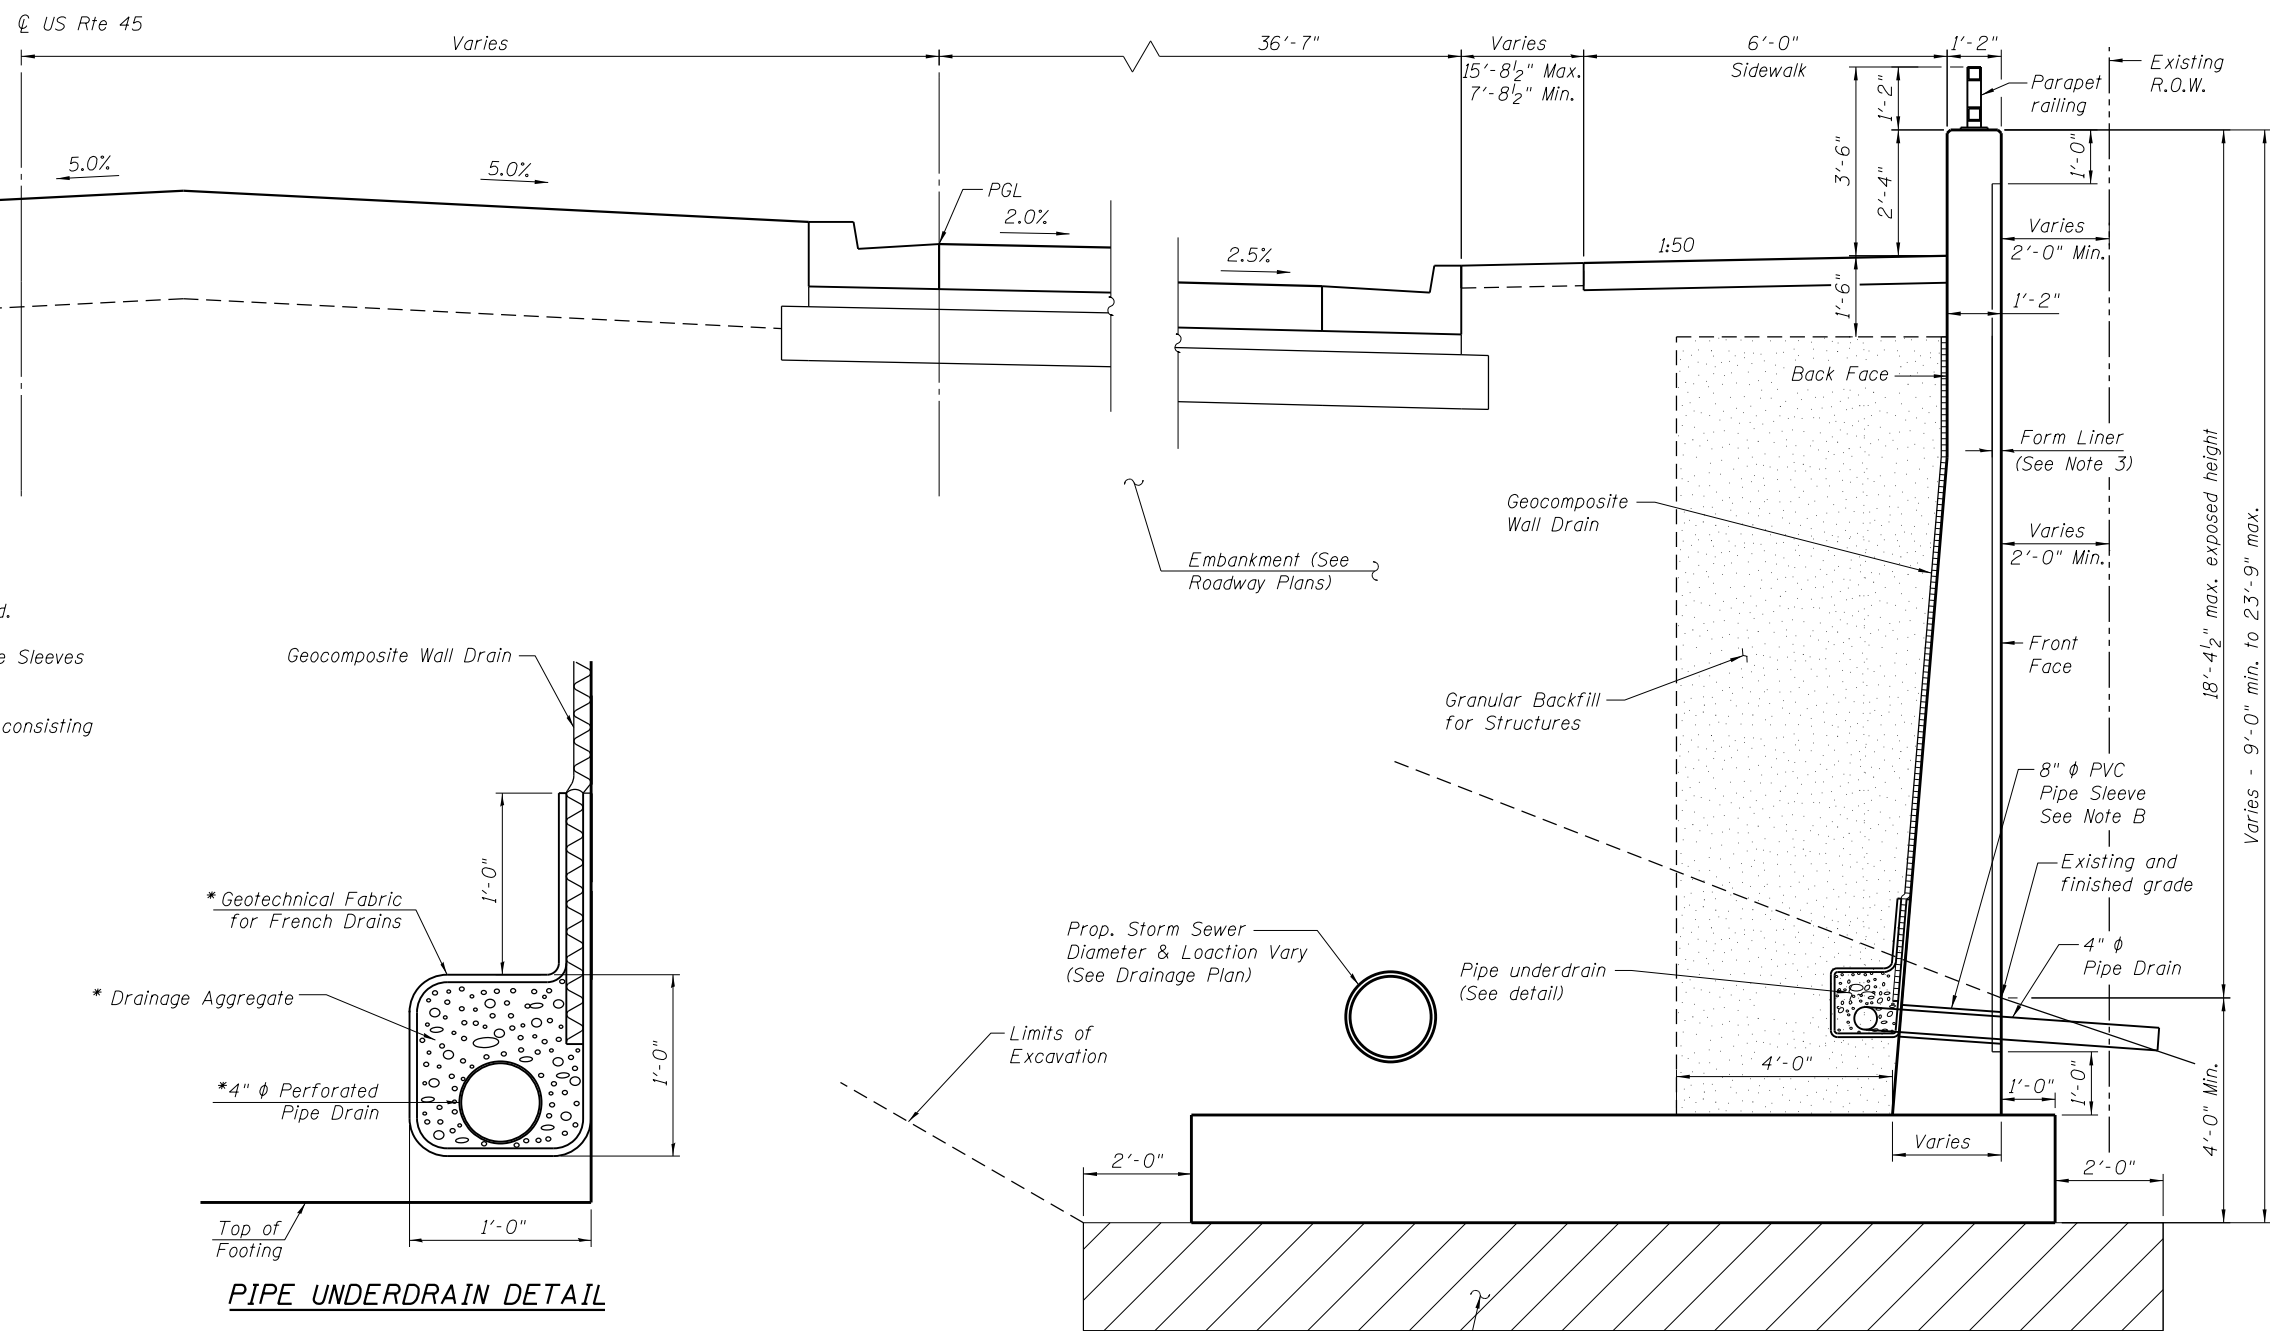 ℄ US Rte 45
Varies
36'-7"
Varies
15'-8½" Max.
7'-8½" Min.
6'-0"
Sidewalk
1'-2"
Existing
R.O.W.
Parapet
railing
1'-2"
3'-6"
2'-4"
1'-0"
5.0%
5.0%
PGL
2.0%
2.5%
1:50
Varies
2'-0" Min.
1'-6"
1'-2"
Back Face
Form Liner
(See Note 3)
Geocomposite
Wall Drain
Varies
2'-0" Min.
Embankment (See
Roadway Plans)
18'-4½" max. exposed height
Varies - 9'-0" min. to 23'-9" max.
d.
e Sleeves
consisting
Front
Face
Granular Backfill
for Structures
8" ϕ PVC
Pipe Sleeve
See Note B
Existing and
finished grade
4" ϕ
Pipe Drain
Prop. Storm Sewer
Diameter & Loaction Vary
(See Drainage Plan)
Pipe underdrain
(See detail)
Limits of
Excavation
4'-0"
1'-0"
1'-0"
4'-0" Min.
Varies
2'-0"
2'-0"
Geocomposite Wall Drain
1'-0"
* Geotechnical Fabric
for French Drains
* Drainage Aggregate
1'-0"
*4" ϕ Perforated
Pipe Drain
Top of
Footing
1'-0"
PIPE UNDERDRAIN DETAIL